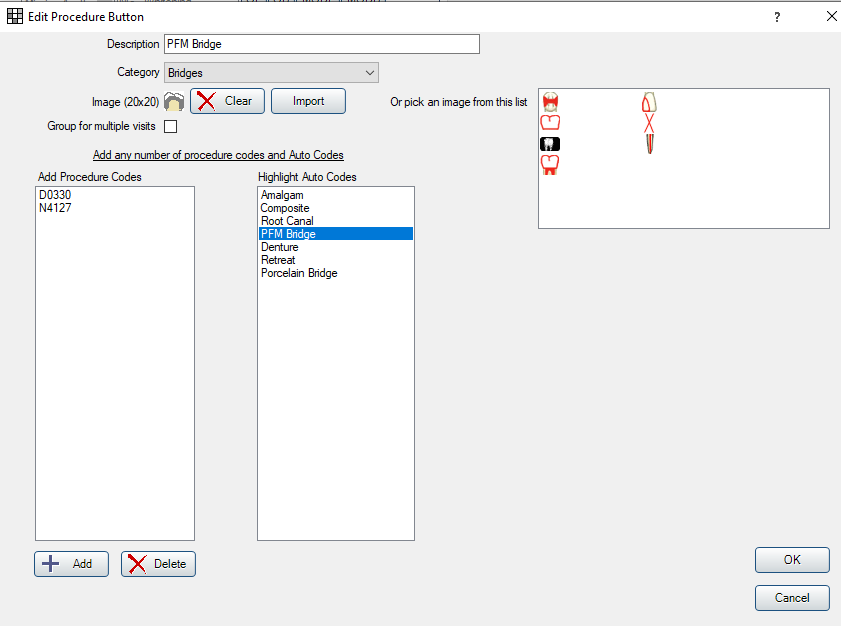 Edit Procedure Button
?
Description
PFM Bridge
Category
Bridges
Image (20x20)
Clear
Import
Or pick an image from this list
Group for multiple visits
Add any number of procedure codes and Auto Codes
Add Procedure Codes
D0330
N4127
Highlight Auto Codes
Amalgam
Composite
Root Canal
PFM Bridge
Denture
Retreat
Porcelain Bridge
Add
Delete
OK
Cancel